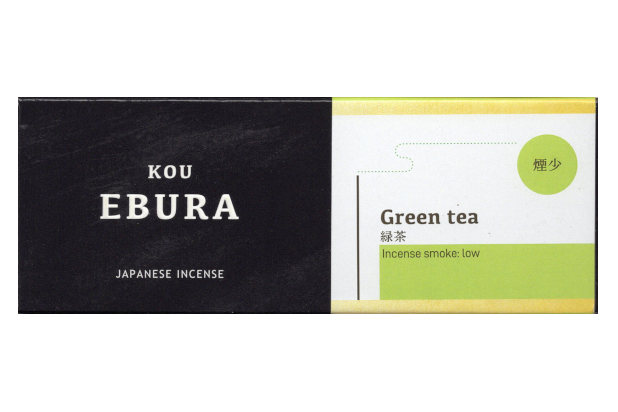 KOU
EBURA
JAPANESE INCENSE
煙少
Green tea
緑茶
Incense smoke: low